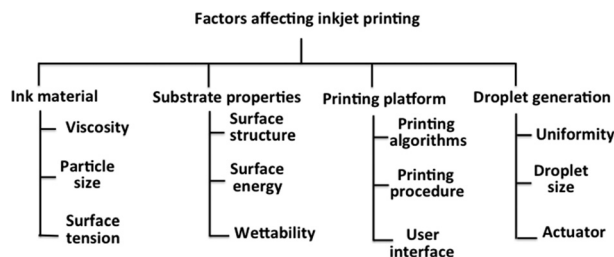 Factors affecting inkjet printing
Ink material
Viscosity
Particle
size
Surface
tension
Substrate properties
Surface
structure
Surface
energy
Wettability
Printing platform
Printing
algorithms
Printing
procedure
User
interface
Droplet generation
Uniformity
Droplet
size
Actuator